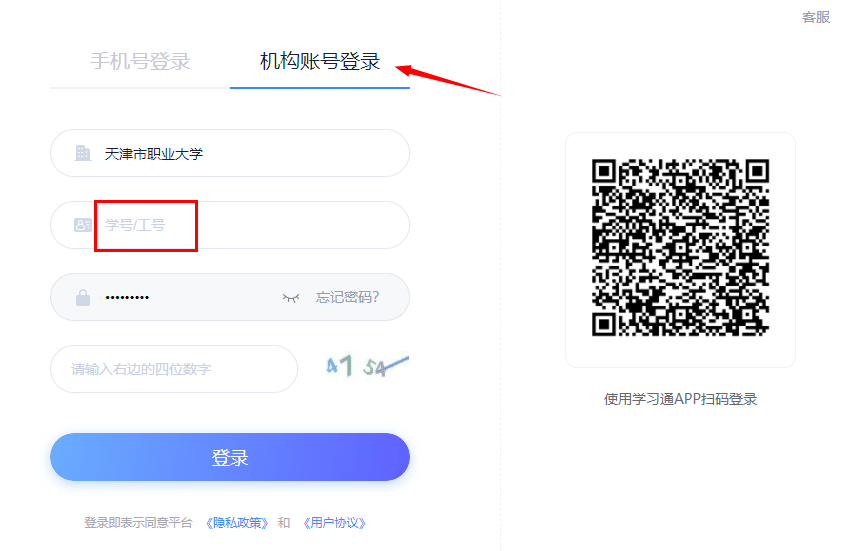 客服
手机号登录
机构账号登录
天津市职业大学
学号/工号
•••••••••
忘记密码?
请输入右边的四位数字
4154
登录
登录即表示同意平台 《隐私政策》 和 《用户协议》
使用学习通APP扫码登录